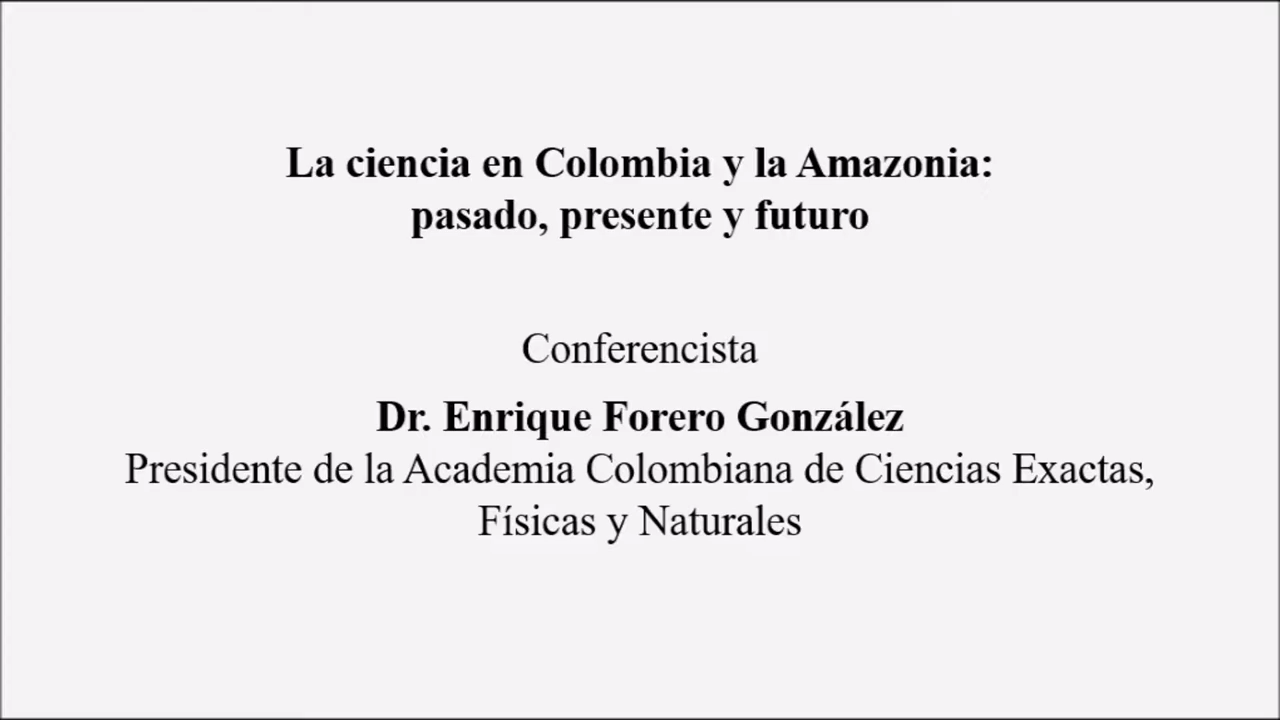 La ciencia en Colombia y la Amazonia:
pasado, presente y futuro
Conferencista
Dr. Enrique Forero González
Presidente de la Academia Colombiana de Ciencias Exactas,
Físicas y Naturales